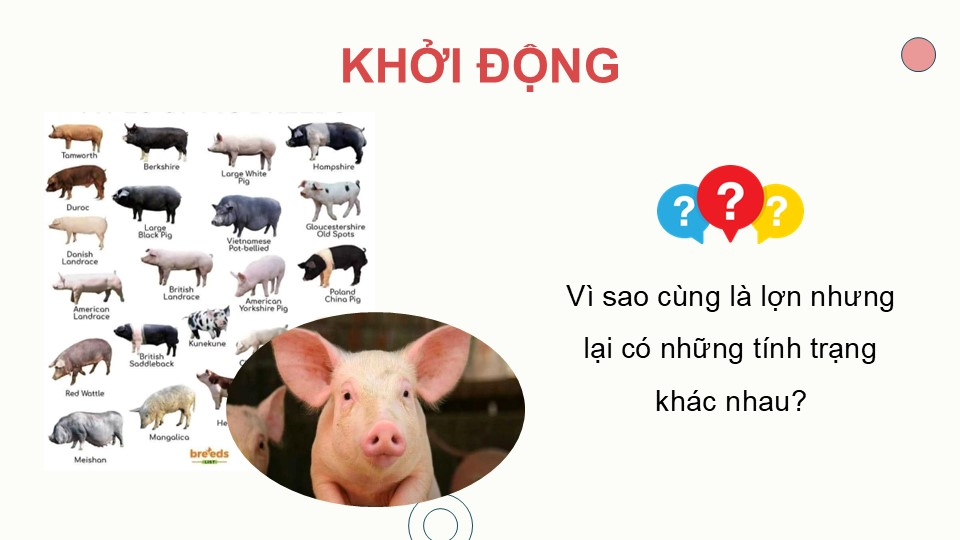 KHỞI ĐỘNG
Tamworth
Berkshire
Large White
Pig
Hampshire
Duroc
Large
Black Pig
Vietnamese
Pot-bellied
Gloucestershire
Old Spots
Danish
Landrace
British
Landrace
American
Yorkshire Pig
Poland
China Pig
American
Landrace
British
Saddleback
Kunekune
Red Wattle
Mangalica
Meishan
breeds
LIST
? ? ?
Vì sao cùng là lợn nhưng
lại có những tính trạng
khác nhau?